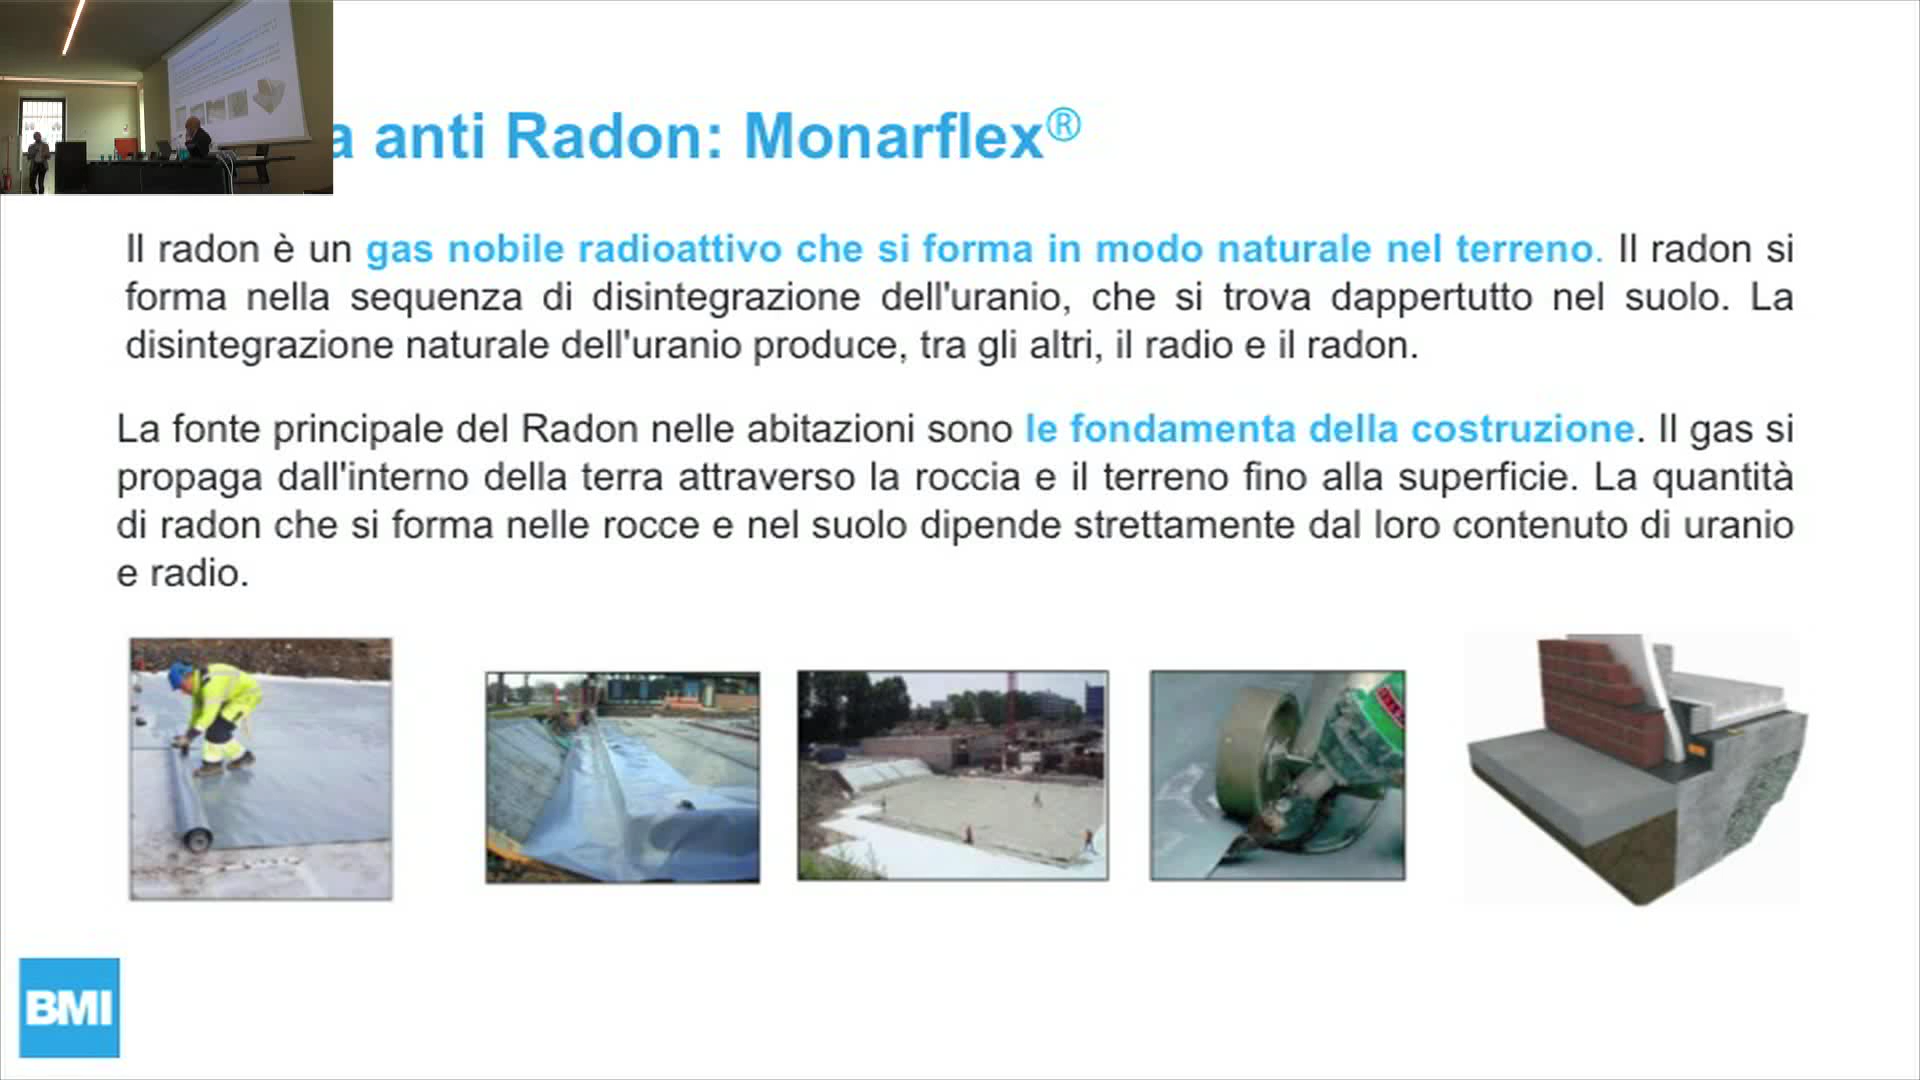 a anti Radon: Monarflex®
Il radon è un gas nobile radioattivo che si forma in modo naturale nel terreno. Il radon si
forma nella sequenza di disintegrazione dell'uranio, che si trova dappertutto nel suolo. La
disintegrazione naturale dell'uranio produce, tra gli altri, il radio e il radon.
La fonte principale del Radon nelle abitazioni sono le fondamenta della costruzione. Il gas si
propaga dall'interno della terra attraverso la roccia e il terreno fino alla superficie. La quantità
di radon che si forma nelle rocce e nel suolo dipende strettamente dal loro contenuto di uranio
e radio.
BMI